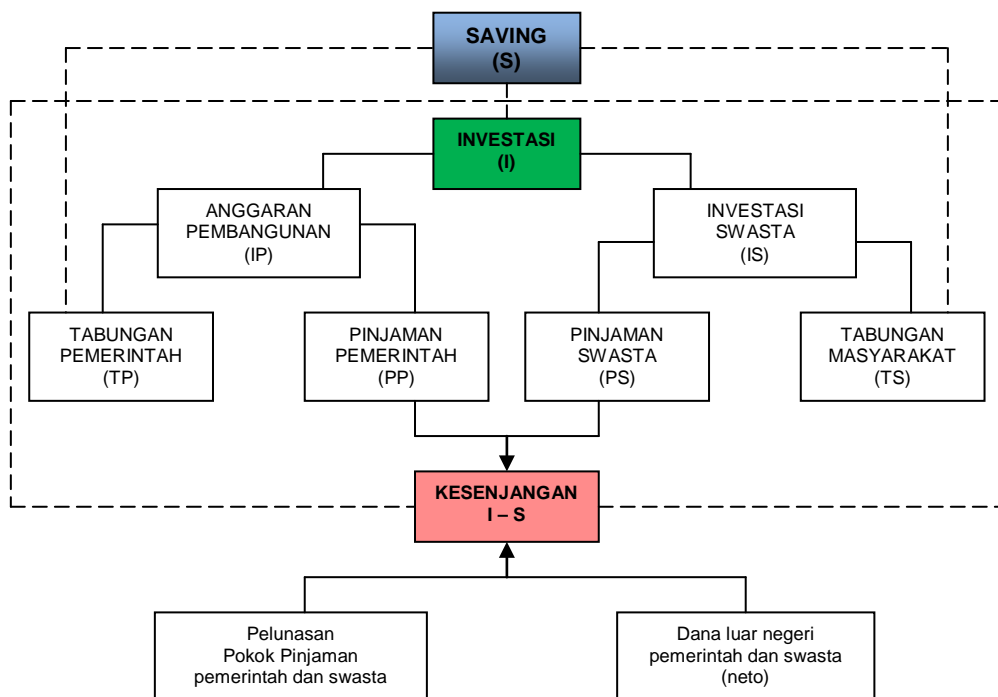 SAVING
(S)
INVESTASI
(I)
ANGGARAN
PEMBANGUNAN
(IP)
INVESTASI
SWASTA
(IS)
TABUNGAN
PEMERINTAH
(TP)
PINJAMAN
PEMERINTAH
(PP)
PINJAMAN
SWASTA
(PS)
TABUNGAN
MASYARAKAT
(TS)
KESENJANGAN
I – S
Pelunasan
Pokok Pinjaman
pemerintah dan swasta
Dana luar negeri
pemerintah dan swasta
(neto)